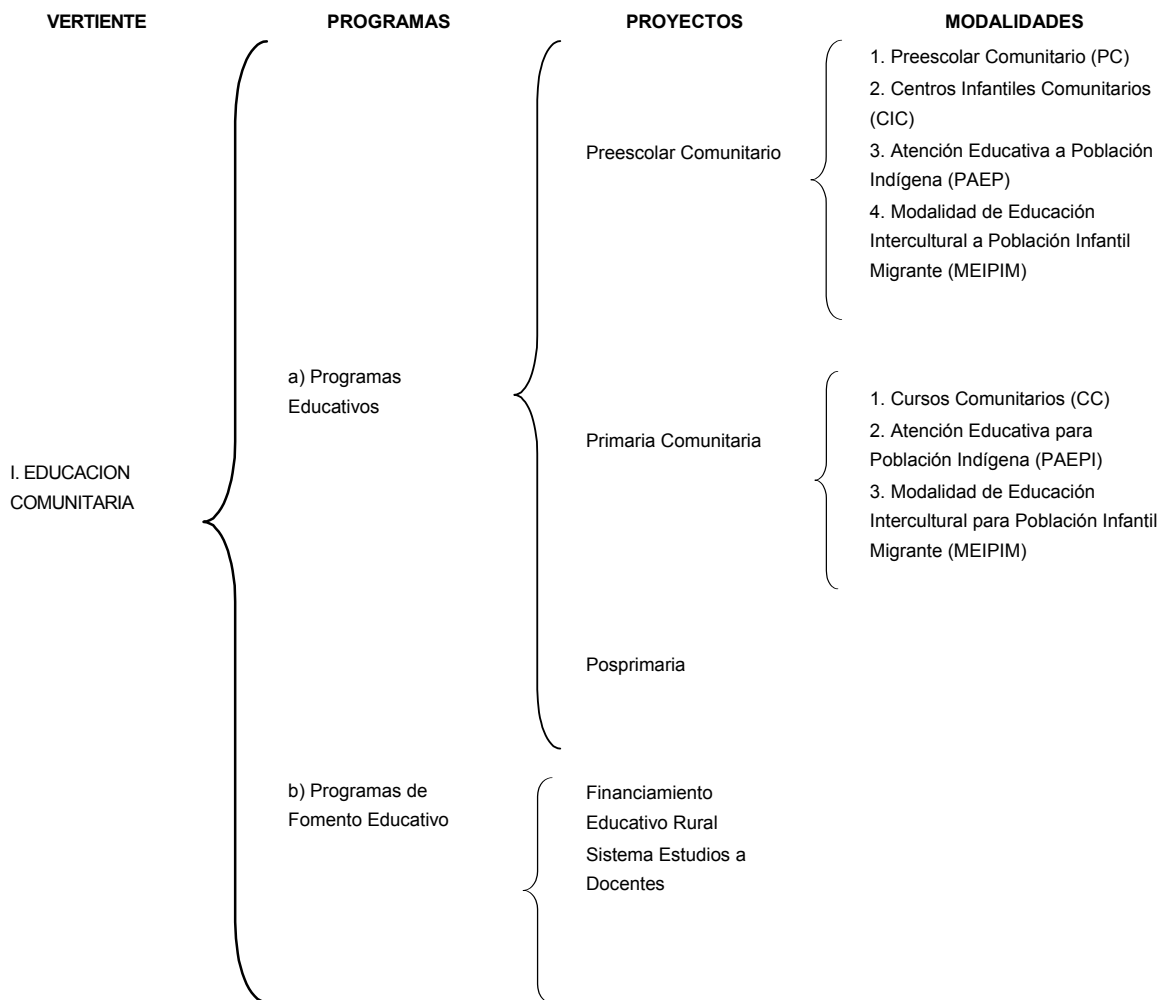 VERTIENTE PROGRAMAS PROYECTOS MODALIDADES
1. Preescolar Comunitario (PC)
2. Centros Infantiles Comunitarios
(CIC)
Preescolar Comunitario
3. Atención Educativa a Población
Indígena (PAEP)
4. Modalidad de Educación
Intercultural a Población Infantil
Migrante (MEIPIM)
a) Programas
Educativos
1. Cursos Comunitarios (CC)
Primaria Comunitaria
2. Atención Educativa para
Población Indígena (PAEPI)
3. Modalidad de Educación
Intercultural para Población Infantil
Migrante (MEIPIM)
I. EDUCACION
COMUNITARIA
Posprimaria
b) Programas de
Fomento Educativo
Financiamiento
Educativo Rural
Sistema Estudios a
Docentes